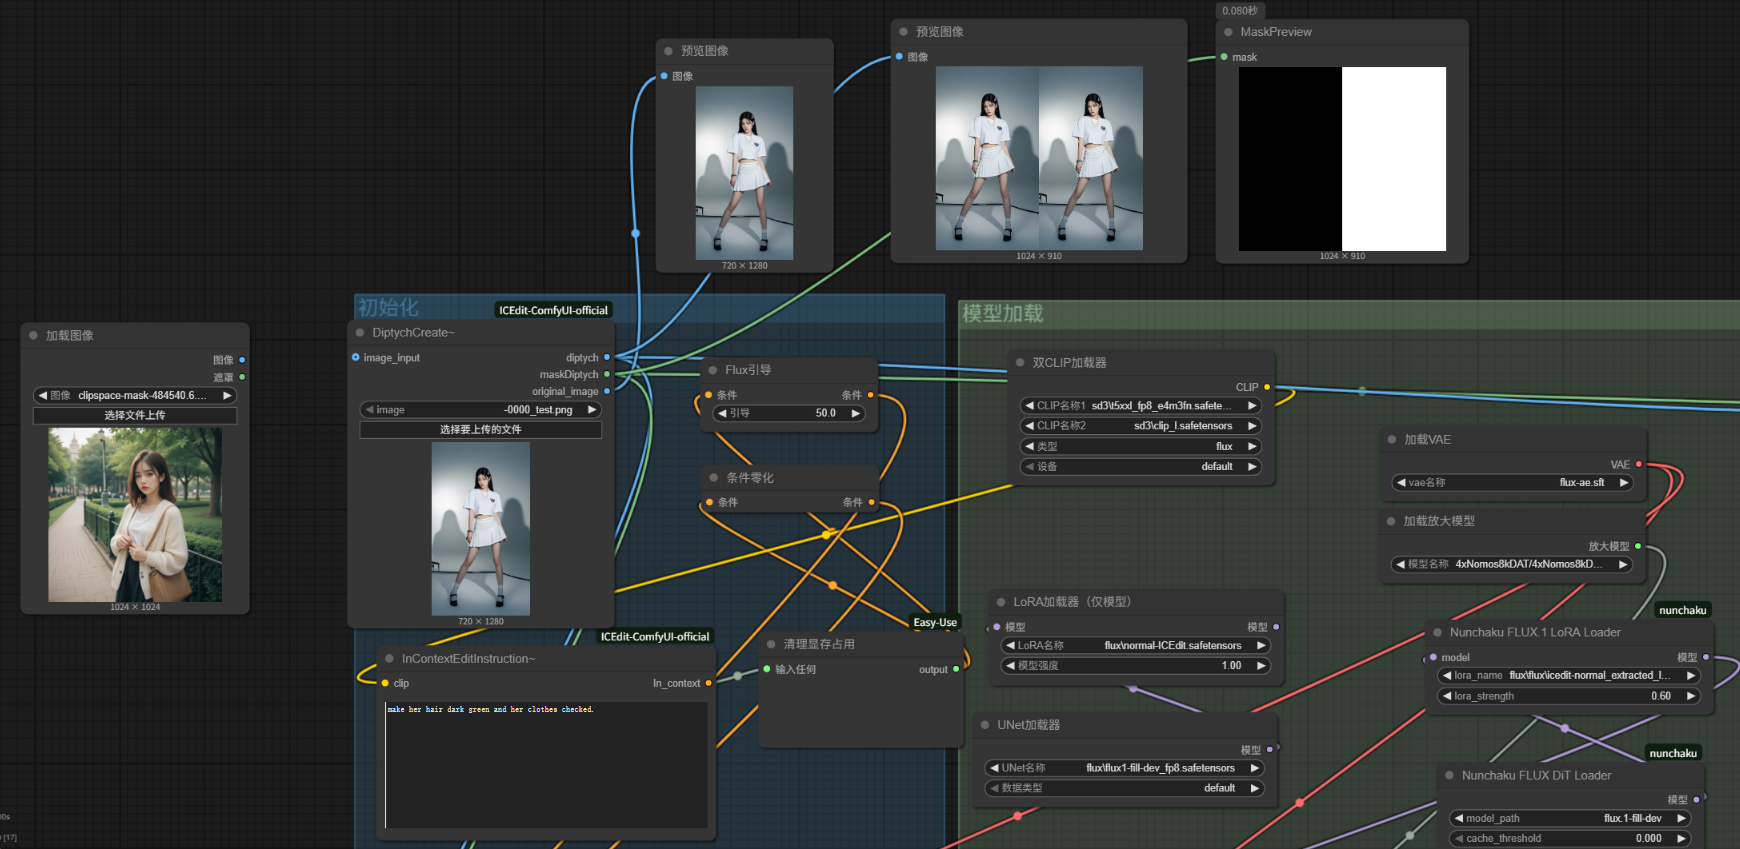 0.080秒
预览图像
图像
720 × 1280
预览图像
图像
1024 × 910
MaskPreview
mask
1024 × 910
初始化
ICEdit-ComfyUI-official
加载图像
图像
遮罩
图像 clipspace-mask-484540.6....
选择文件上传
1024 × 1024
DiptychCreate~
image_input diptych
maskDiptych
original_image
image -0000_test.png
选择要上传的文件
720 × 1280
Flux引导
条件 条件
引导 50.0
条件零化
条件 条件
ICEdit-ComfyUI-official
InContextEditInstruction~
clip In_context
make her hair dark green and her clothes checked.
Easy-Use
清理显存占用
输入任何 output
模型加载
双CLIP加载器
CLIP
CLIP名称1 sd3\t5xxl_fp8_e4m3fn.safete...
CLIP名称2 sd3\clip_l.safetensors
类型 flux
设备 default
加载VAE
VAE
vae名称 flux-ae.sft
加载放大模型
放大模型
模型名称 4xNomos8kDAT/4xNomos8kD...
LoRA加载器（仅模型）
模型 模型
LoRA名称 flux\normal-ICEdit.safetensors
模型强度 1.00
UNet加载器
模型
UNet名称 flux\flux1-fill-dev_fp8.safetensors
数据类型 default
nunchaku
Nunchaku FLUX.1 LoRA Loader
model 模型
lora_name flux\flux\icedit-normal_extracted_l...
lora_strength 0.60
nunchaku
Nunchaku FLUX DiT Loader
模型
model_path flux.1-fill-dev
cache_threshold 0.000
[17]